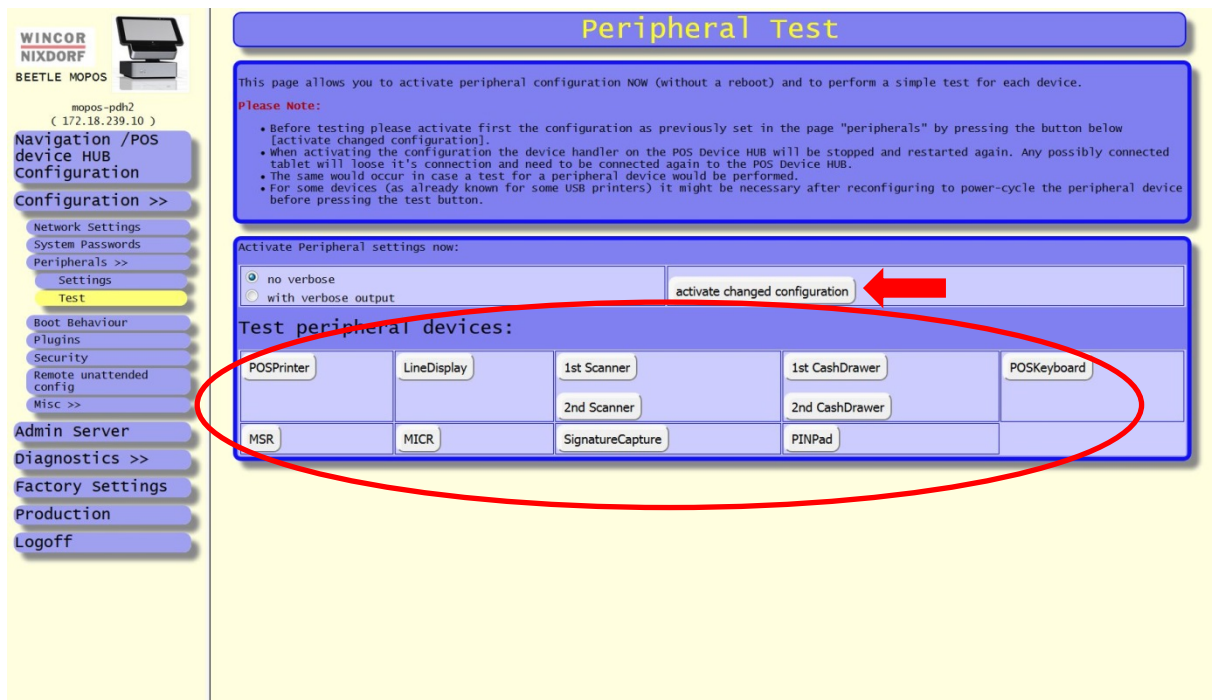 WINCOR
NIXDORF
BEETLE MOPOS
mopos-pdh2
( 172.18.239.10 )
Navigation /POS
device HUB
Configuration
Configuration >>
Network Settings
System Passwords
Peripherals >>
Settings
Test
Boot Behaviour
Plugins
Security
Remote unattended
config
Misc >>
Admin Server
Diagnostics >>
Factory Settings
Production
Logoff
Peripheral Test
This page allows you to activate peripheral configuration NOW (without a reboot) and to perform a simple test for each device.
Please Note:
• Before testing please activate first the configuration as previously set in the page "peripherals" by pressing the button below
[activate changed configuration].
• When activating the configuration the device handler on the POS Device HUB will be stopped and restarted again. Any possibly connected
tablet will loose it's connection and need to be connected again to the POS Device HUB.
• The same would occur in case a test for a peripheral device would be performed.
• For some devices (as already known for some USB printers) it might be necessary after reconfiguring to power-cycle the peripheral device
before pressing the test button.
Activate Peripheral settings now:
no verbose
with verbose output
activate changed configuration
Test peripheral devices:
POSPrinter LineDisplay 1st Scanner 1st CashDrawer POSKeyboard
2nd Scanner 2nd CashDrawer
MSR MICR SignatureCapture PINPad